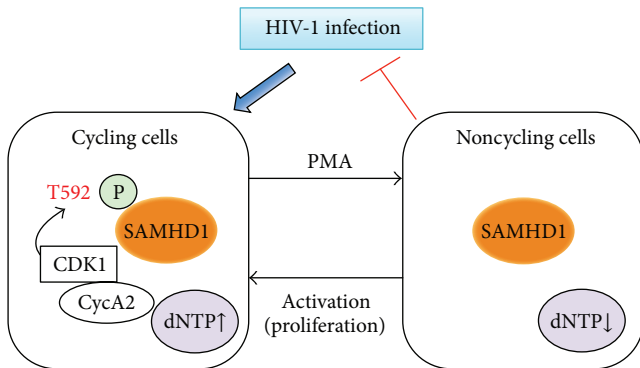 HIV-1 infection
Cycling cells
T592
P
SAMHD1
CDK1
CycA2
dNTP↑
PMA
Activation
(proliferation)
Noncycling cells
SAMHD1
dNTP↓